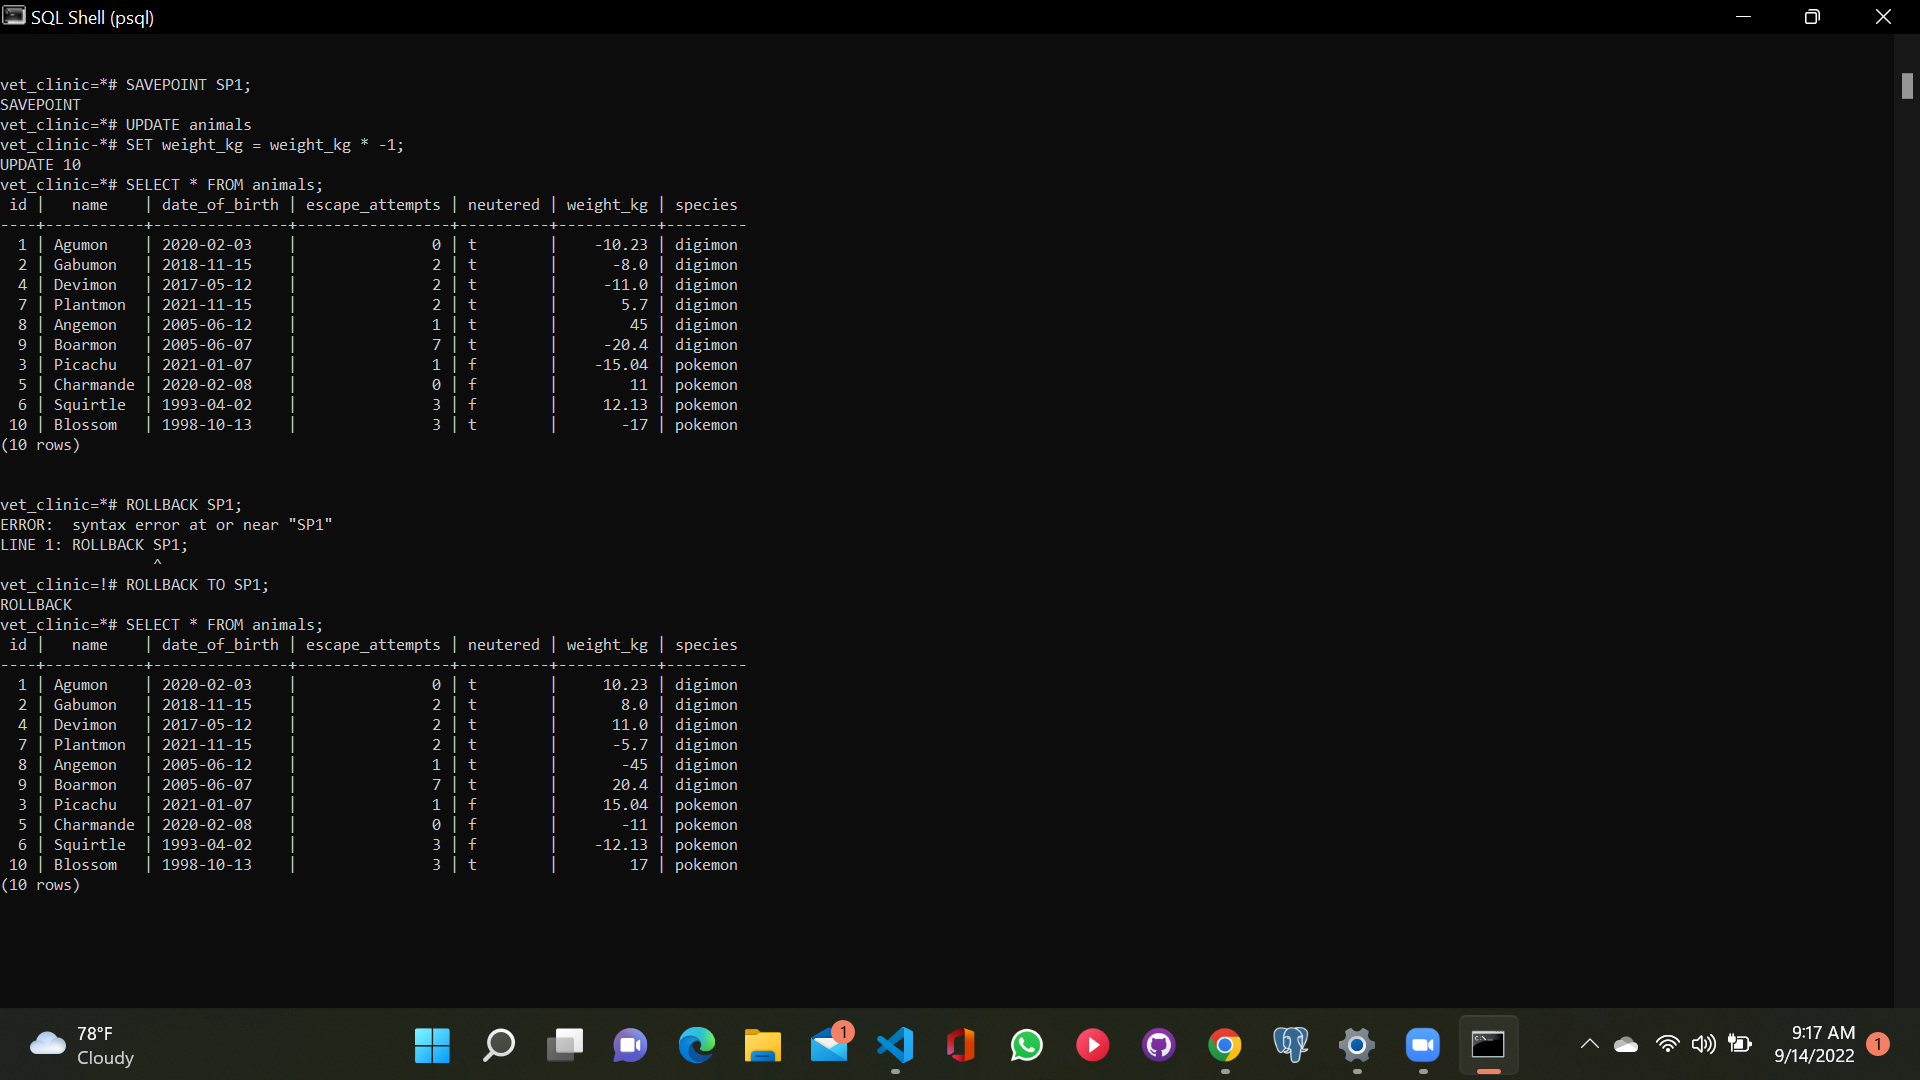 SQL Shell (psql)
vet_clinic=*# SAVEPOINT SP1;
SAVEPOINT
vet_clinic=*# UPDATE animals
vet_clinic-*# SET weight_kg = weight_kg * -1;
UPDATE 10
vet_clinic=*# SELECT * FROM animals;
 id |   name    | date_of_birth | escape_attempts | neutered | weight_kg | species
----+-----------+---------------+-----------------+----------+-----------+---------
  1 | Agumon    | 2020-02-03    |               0 | t        |    -10.23 | digimon
  2 | Gabumon   | 2018-11-15    |               2 | t        |      -8.0 | digimon
  4 | Devimon   | 2017-05-12    |               2 | t        |     -11.0 | digimon
  7 | Plantmon  | 2021-11-15    |               2 | t        |       5.7 | digimon
  8 | Angemon   | 2005-06-12    |               1 | t        |        45 | digimon
  9 | Boarmon   | 2005-06-07    |               7 | t        |     -20.4 | digimon
  3 | Picachu   | 2021-01-07    |               1 | f        |    -15.04 | pokemon
  5 | Charmande | 2020-02-08    |               0 | f        |        11 | pokemon
  6 | Squirtle  | 1993-04-02    |               3 | f        |     12.13 | pokemon
 10 | Blossom   | 1998-10-13    |               3 | t        |       -17 | pokemon
(10 rows)
vet_clinic=*# ROLLBACK SP1;
ERROR:  syntax error at or near "SP1"
LINE 1: ROLLBACK SP1;
                 ^
vet_clinic=!# ROLLBACK TO SP1;
ROLLBACK
vet_clinic=*# SELECT * FROM animals;
 id |   name    | date_of_birth | escape_attempts | neutered | weight_kg | species
----+-----------+---------------+-----------------+----------+-----------+---------
  1 | Agumon    | 2020-02-03    |               0 | t        |     10.23 | digimon
  2 | Gabumon   | 2018-11-15    |               2 | t        |       8.0 | digimon
  4 | Devimon   | 2017-05-12    |               2 | t        |      11.0 | digimon
  7 | Plantmon  | 2021-11-15    |               2 | t        |      -5.7 | digimon
  8 | Angemon   | 2005-06-12    |               1 | t        |       -45 | digimon
  9 | Boarmon   | 2005-06-07    |               7 | t        |      20.4 | digimon
  3 | Picachu   | 2021-01-07    |               1 | f        |     15.04 | pokemon
  5 | Charmande | 2020-02-08    |               0 | f        |       -11 | pokemon
  6 | Squirtle  | 1993-04-02    |               3 | f        |    -12.13 | pokemon
 10 | Blossom   | 1998-10-13    |               3 | t        |        17 | pokemon
(10 rows)
78°F
Cloudy
1
9:17 AM
9/14/2022
1